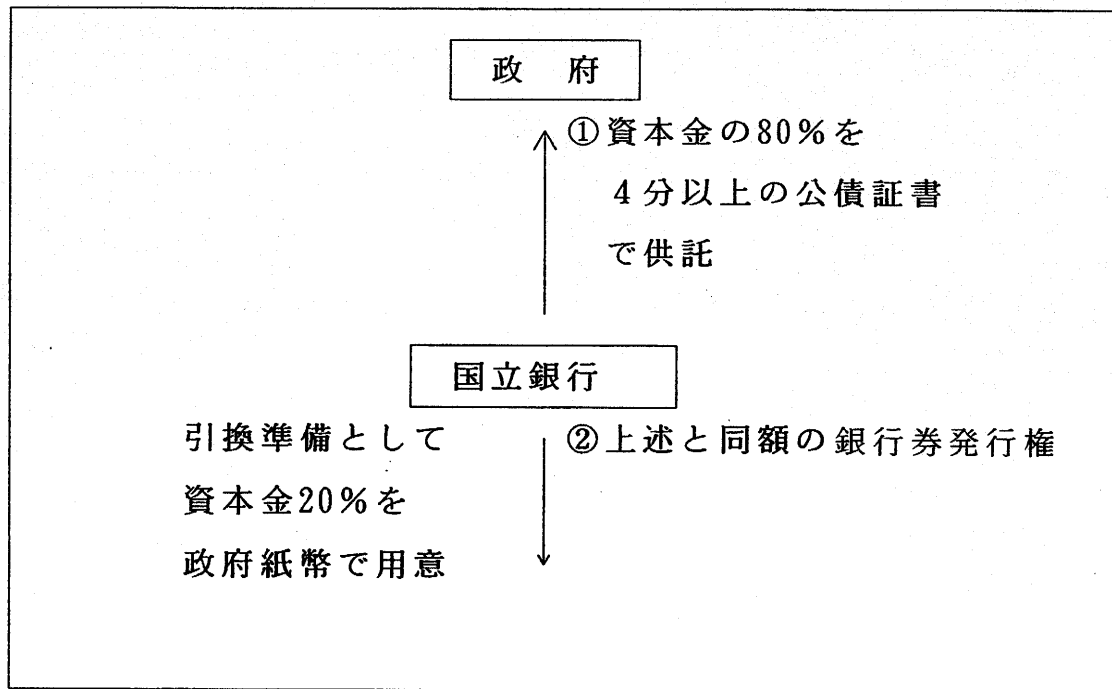 政　府
①資本金の80％を
4分以上の公債証書
で供託
国立銀行
引換準備として
資本金20％を
政府紙幣で用意
②上述と同額の銀行券発行権